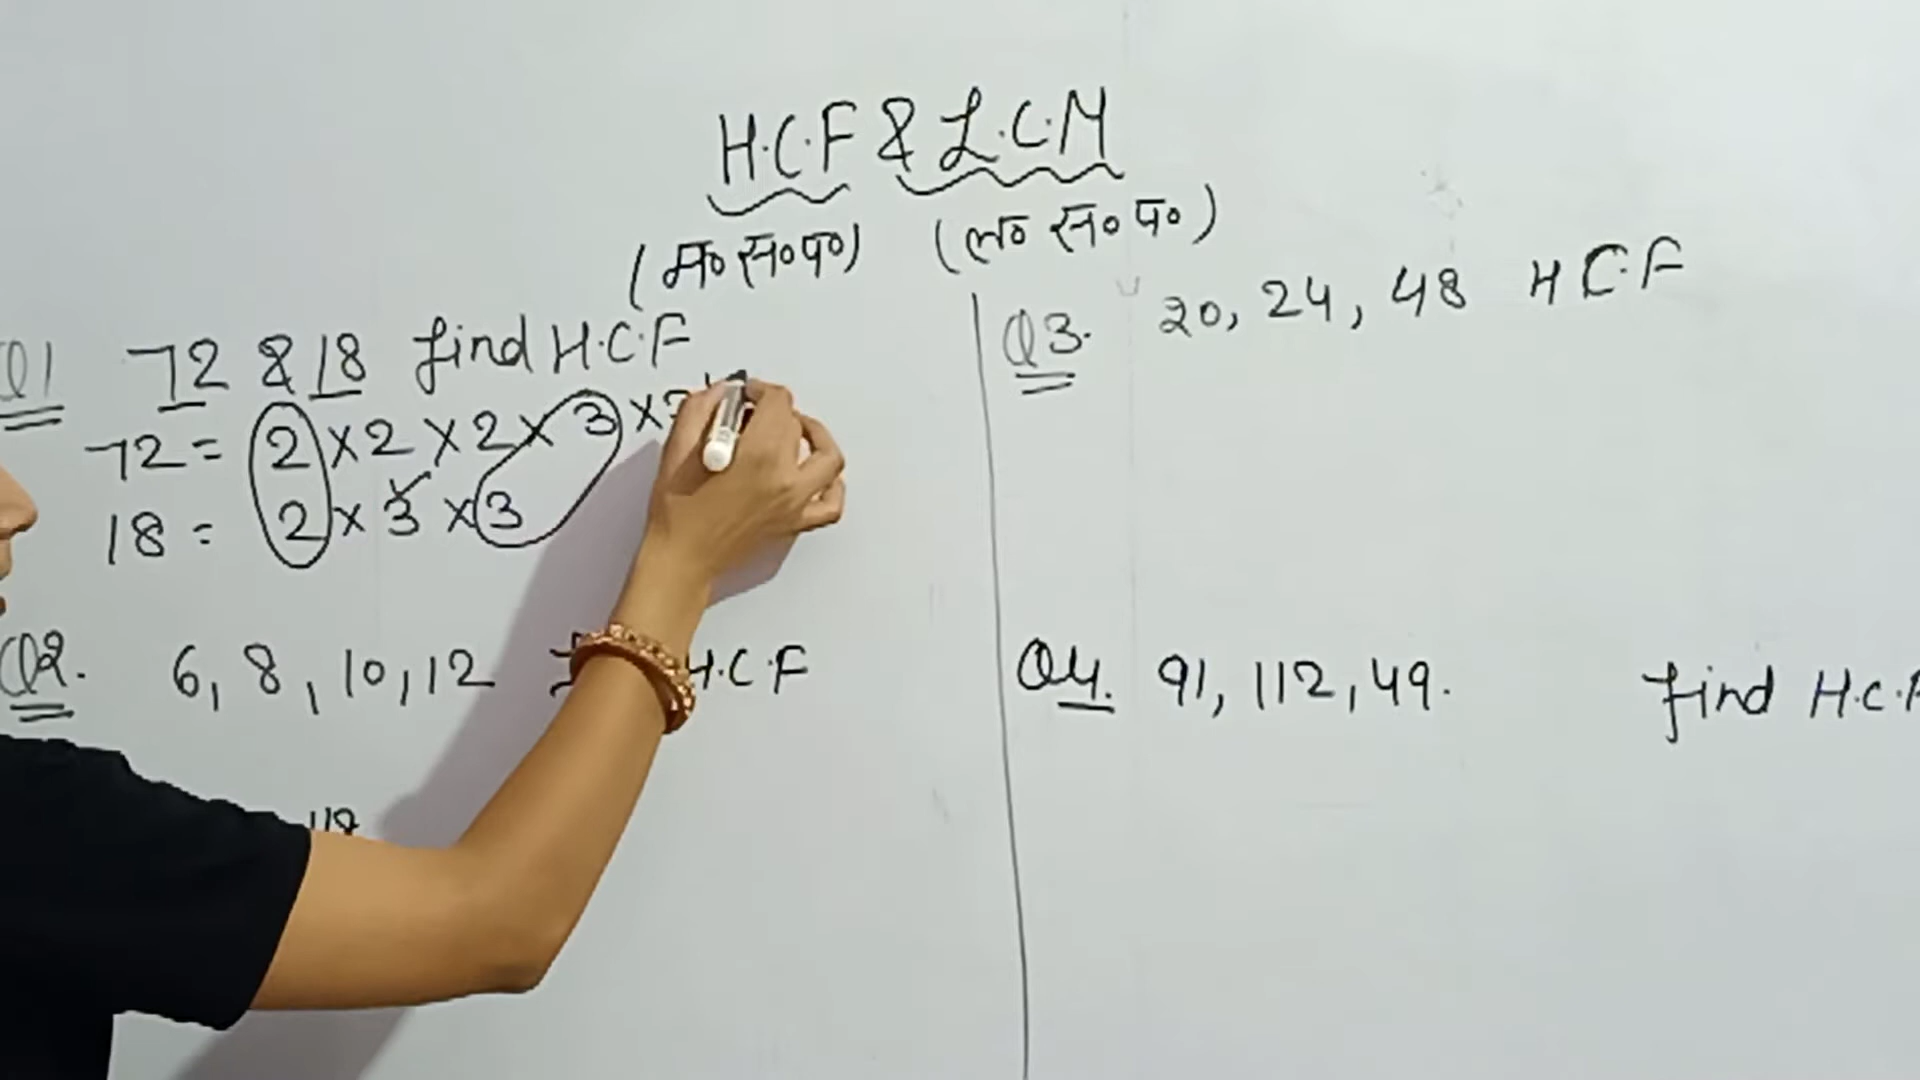 H.C.F & L.C.M
(म० स० प०) (ल० स० प०)
Q1 72 & 18 find H.C.F
72 = 2 × 2 × 2 × 3 ×
18 = 2 × 3 × 3
Q2. 6, 8, 10, 12 H.C.F
Q3. 20, 24, 48 H C.F
Q4. 91, 112, 49. find H.C.F